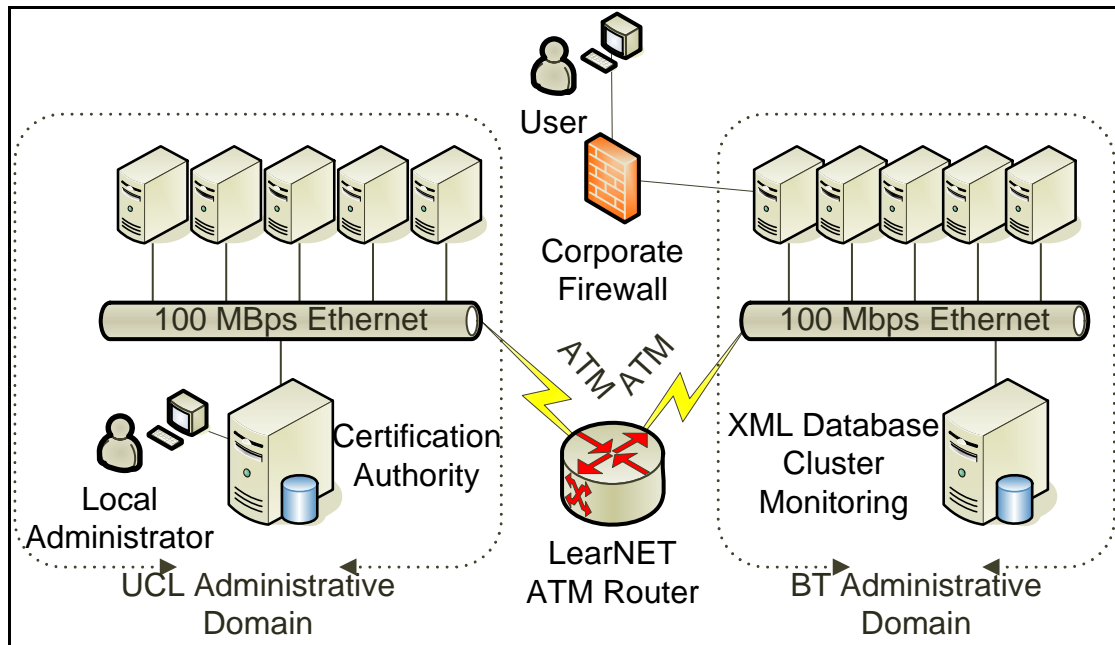 User
Corporate
Firewall
100 MBps Ethernet
100 Mbps Ethernet
ATM
ATM
Certification
Authority
Local
Administrator
XML Database
Cluster
Monitoring
LearNET
ATM Router
UCL Administrative
Domain
BT Administrative
Domain